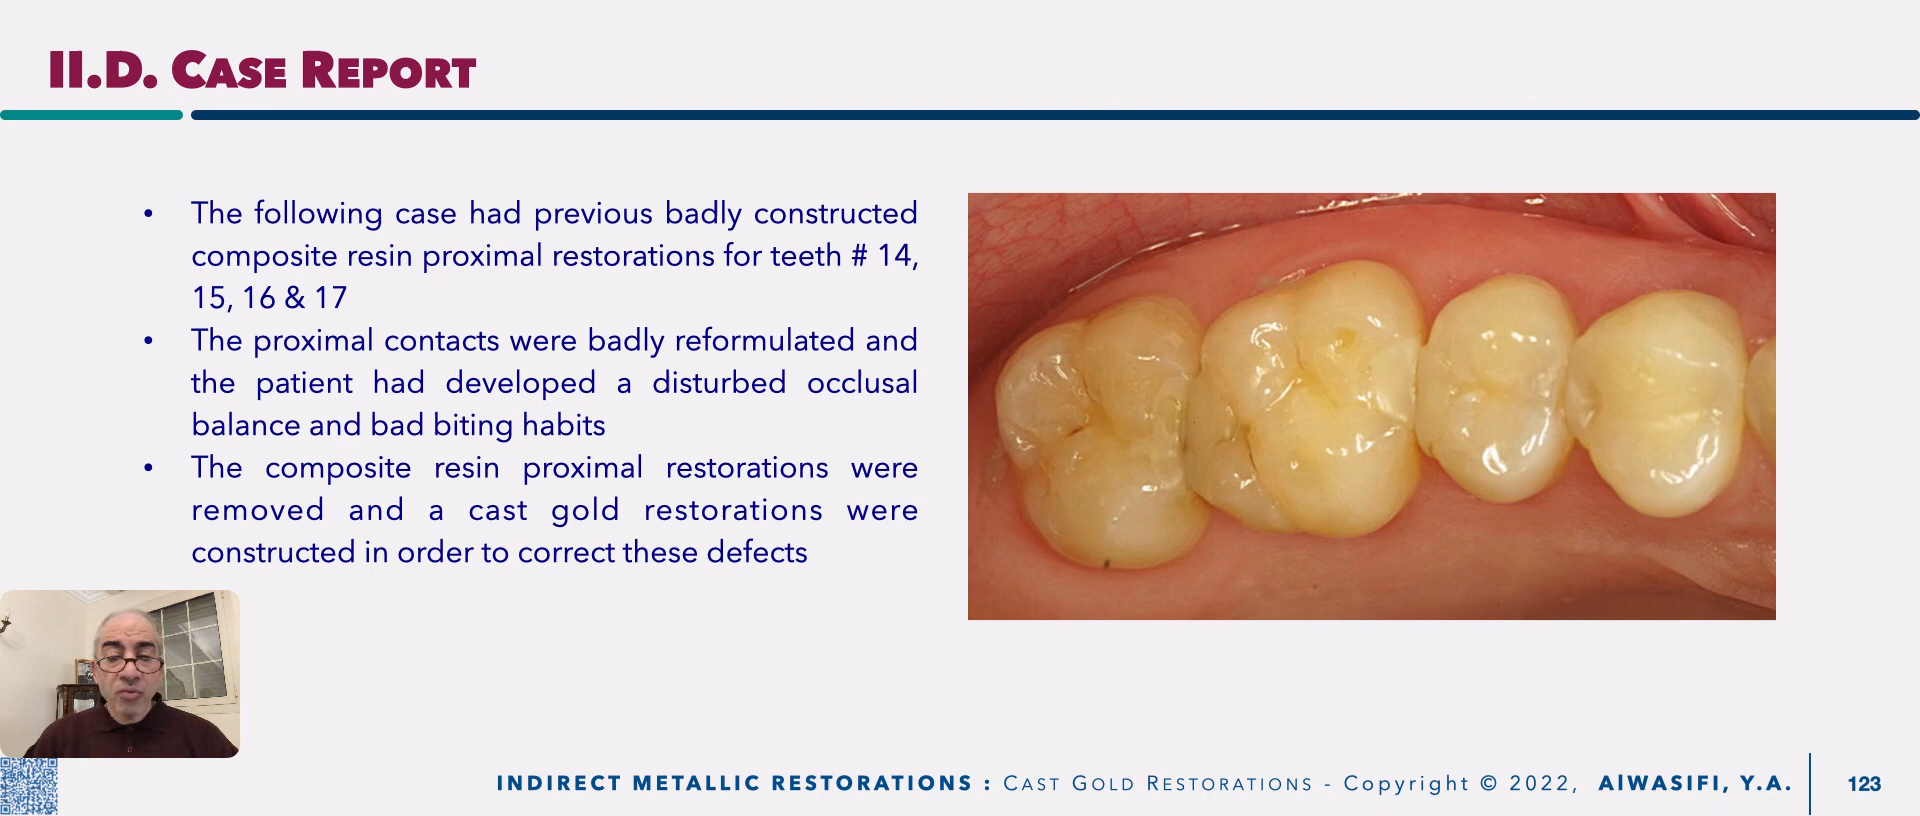 II.D. CASE REPORT
• The following case had previous badly constructed
composite resin proximal restorations for teeth # 14,
15, 16 & 17
• The proximal contacts were badly reformulated and
the patient had developed a disturbed occlusal
balance and bad biting habits
• The composite resin proximal restorations were
removed and a cast gold restorations were
constructed in order to correct these defects
INDIRECT METALLIC RESTORATIONS : CAST GOLD RESTORATIONS - Copyright © 2022, AlWASIFI, Y.A. 123